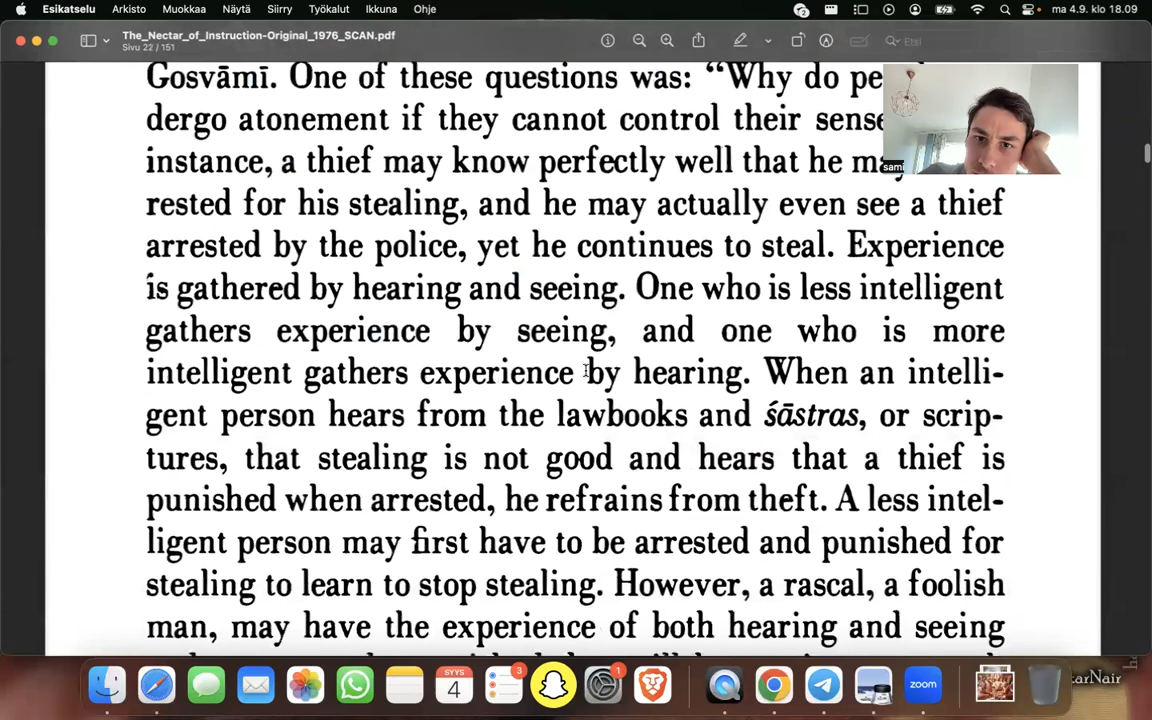 Esikatselu Arkisto Muokkaa Näytä Siirry Työkalut Ikkuna Ohje
2
ma 4.9. klo 18.09
The_Nectar_of_Instruction-Original_1976_SCAN.pdf
Sivu 22 / 151
Etsi
Gosvāmī. One of these questions was: “Why do
dergo atonement if they cannot control their
instance, a thief may know perfectly well that he
rested for his stealing, and he may actually even see a thief
arrested by the police, yet he continues to steal. Experience
is gathered by hearing and seeing. One who is less intelligent
gathers experience by seeing, and one who is more
intelligent gathers experience by hearing. When an intelli-
gent person hears from the lawbooks and śāstras, or scrip-
tures, that stealing is not good and hears that a thief is
punished when arrested, he refrains from theft. A less intel-
ligent person may first have to be arrested and punished for
stealing to learn to stop stealing. However, a rascal, a foolish
man, may have the experience of both hearing and seeing
sami
SYYS
4
3
1
zoom